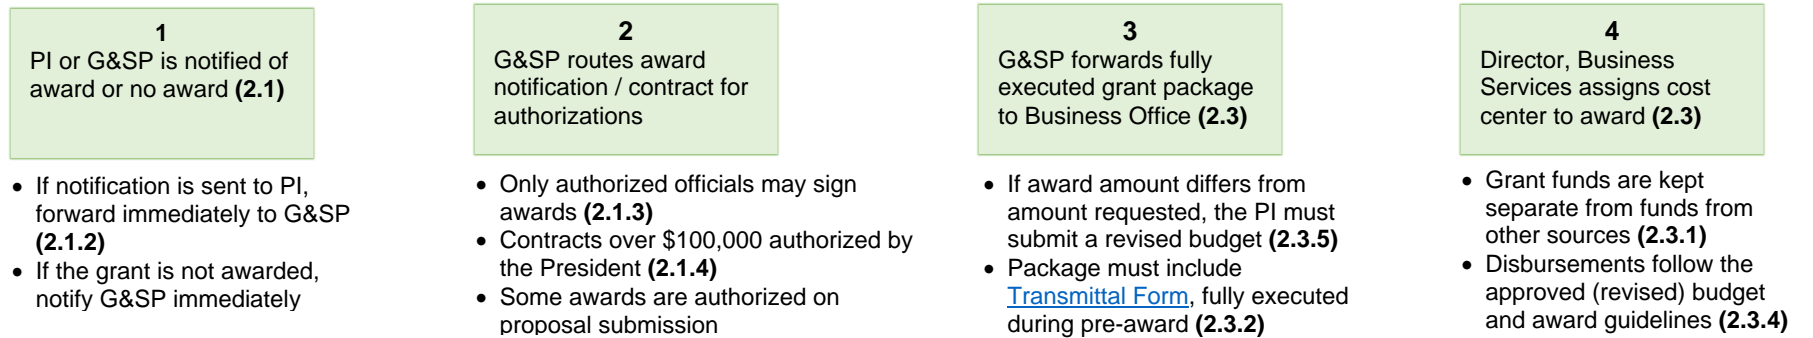 1
PI or G&SP is notified of
award or no award (2.1)
• If notification is sent to PI,
forward immediately to G&SP
(2.1.2)
• If the grant is not awarded,
notify G&SP immediately
2
G&SP routes award
notification / contract for
authorizations
• Only authorized officials may sign
awards (2.1.3)
• Contracts over $100,000 authorized by
the President (2.1.4)
• Some awards are authorized on
proposal submission
3
G&SP forwards fully
executed grant package
to Business Office (2.3)
• If award amount differs from
amount requested, the PI must
submit a revised budget (2.3.5)
• Package must include
Transmittal Form, fully executed
during pre-award (2.3.2)
4
Director, Business
Services assigns cost
center to award (2.3)
• Grant funds are kept
separate from funds from
other sources (2.3.1)
• Disbursements follow the
approved (revised) budget
and award guidelines (2.3.4)